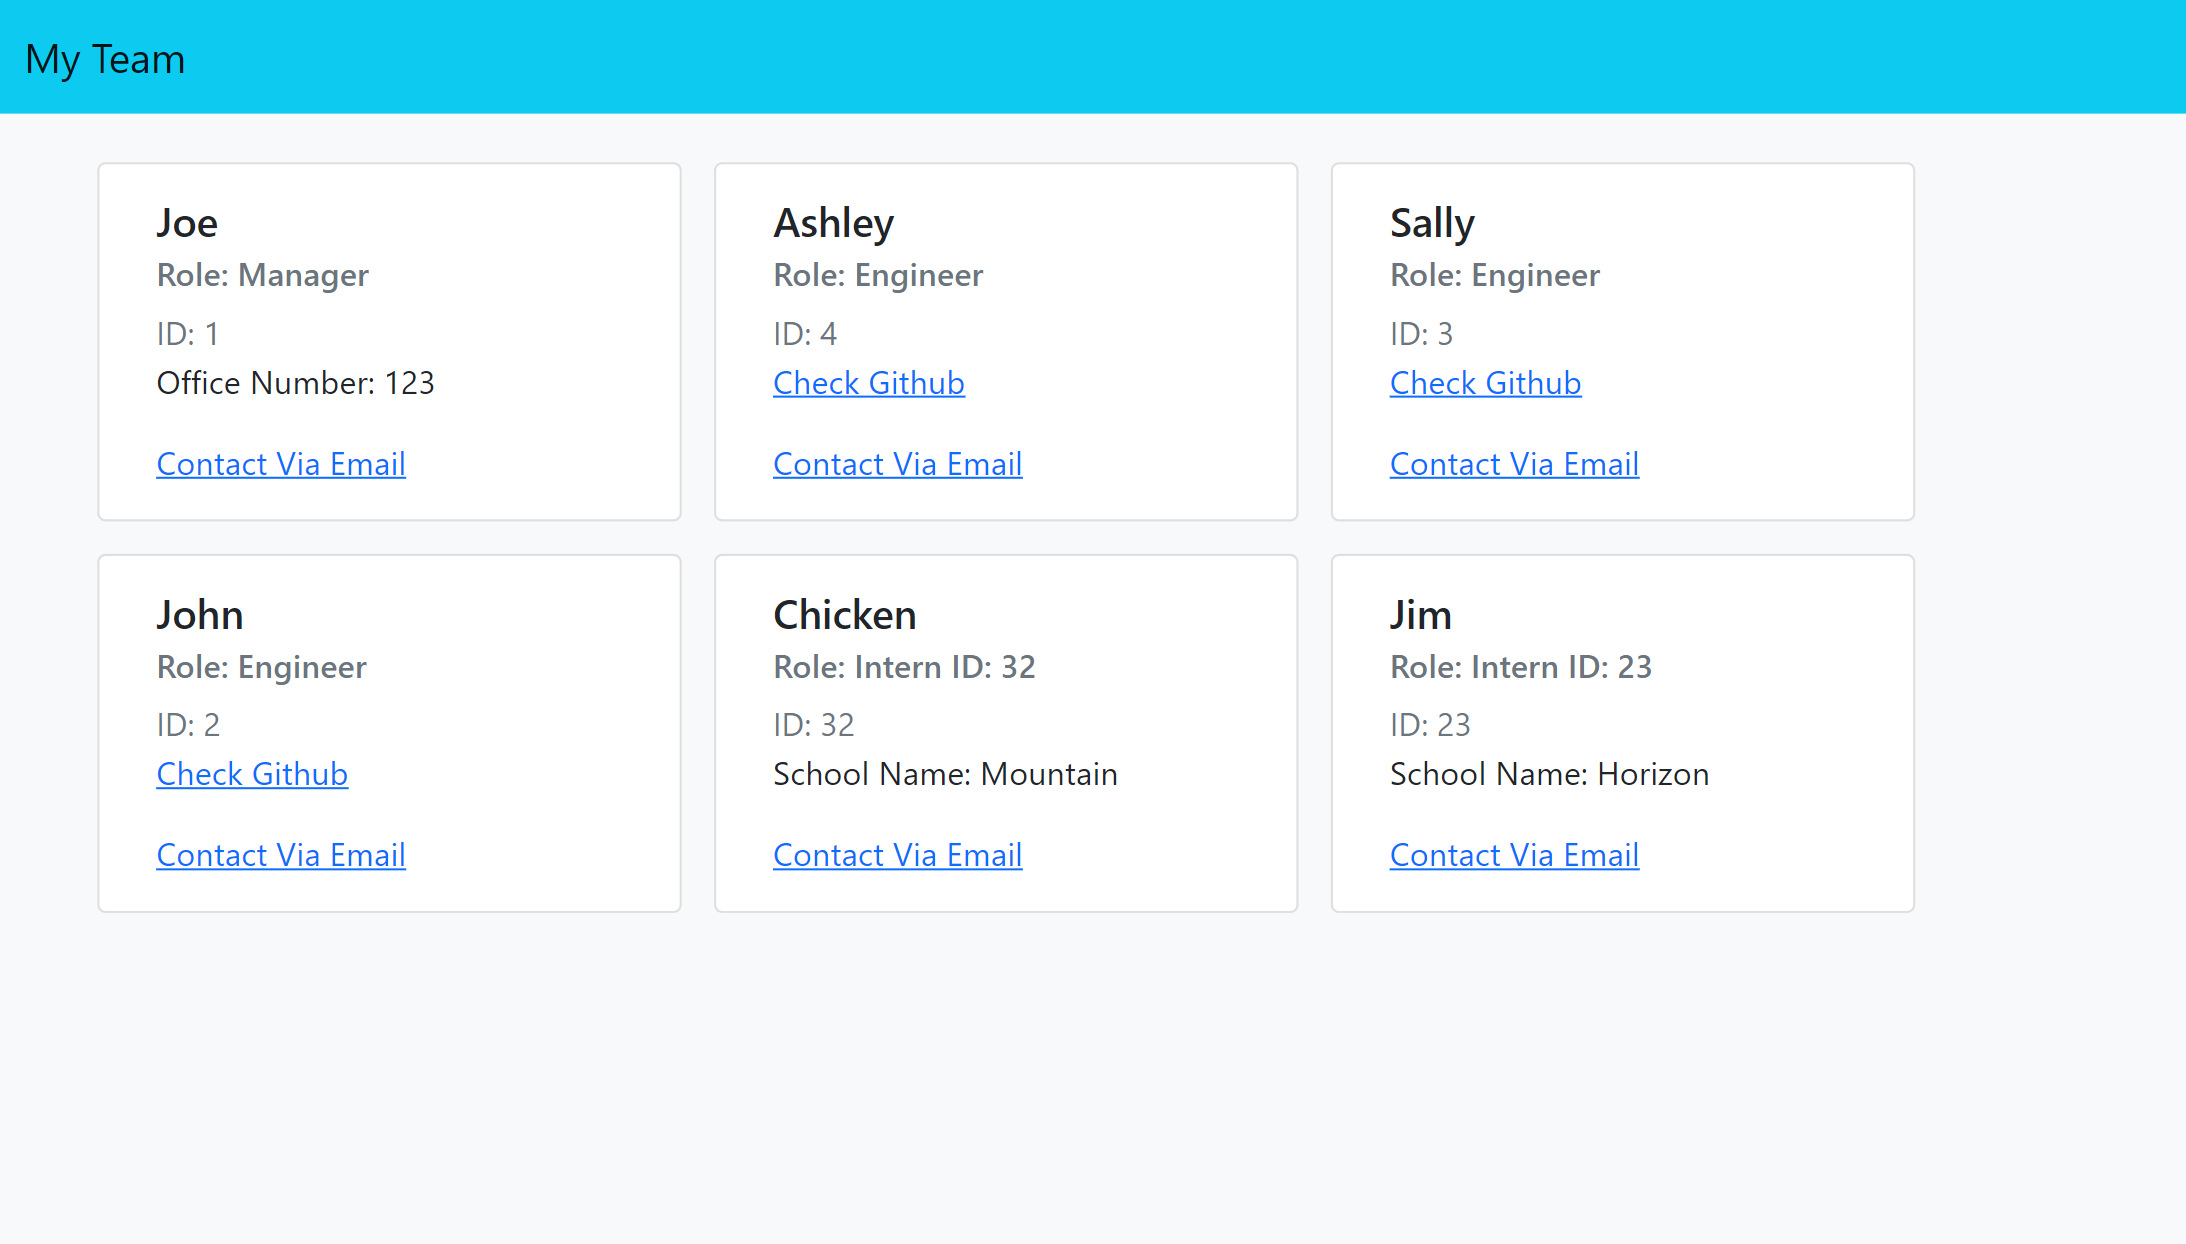 My Team
Joe
Role: Manager
ID: 1
Office Number: 123
Contact Via Email
Ashley
Role: Engineer
ID: 4
Check Github
Contact Via Email
Sally
Role: Engineer
ID: 3
Check Github
Contact Via Email
John
Role: Engineer
ID: 2
Check Github
Contact Via Email
Chicken
Role: Intern ID: 32
ID: 32
School Name: Mountain
Contact Via Email
Jim
Role: Intern ID: 23
ID: 23
School Name: Horizon
Contact Via Email